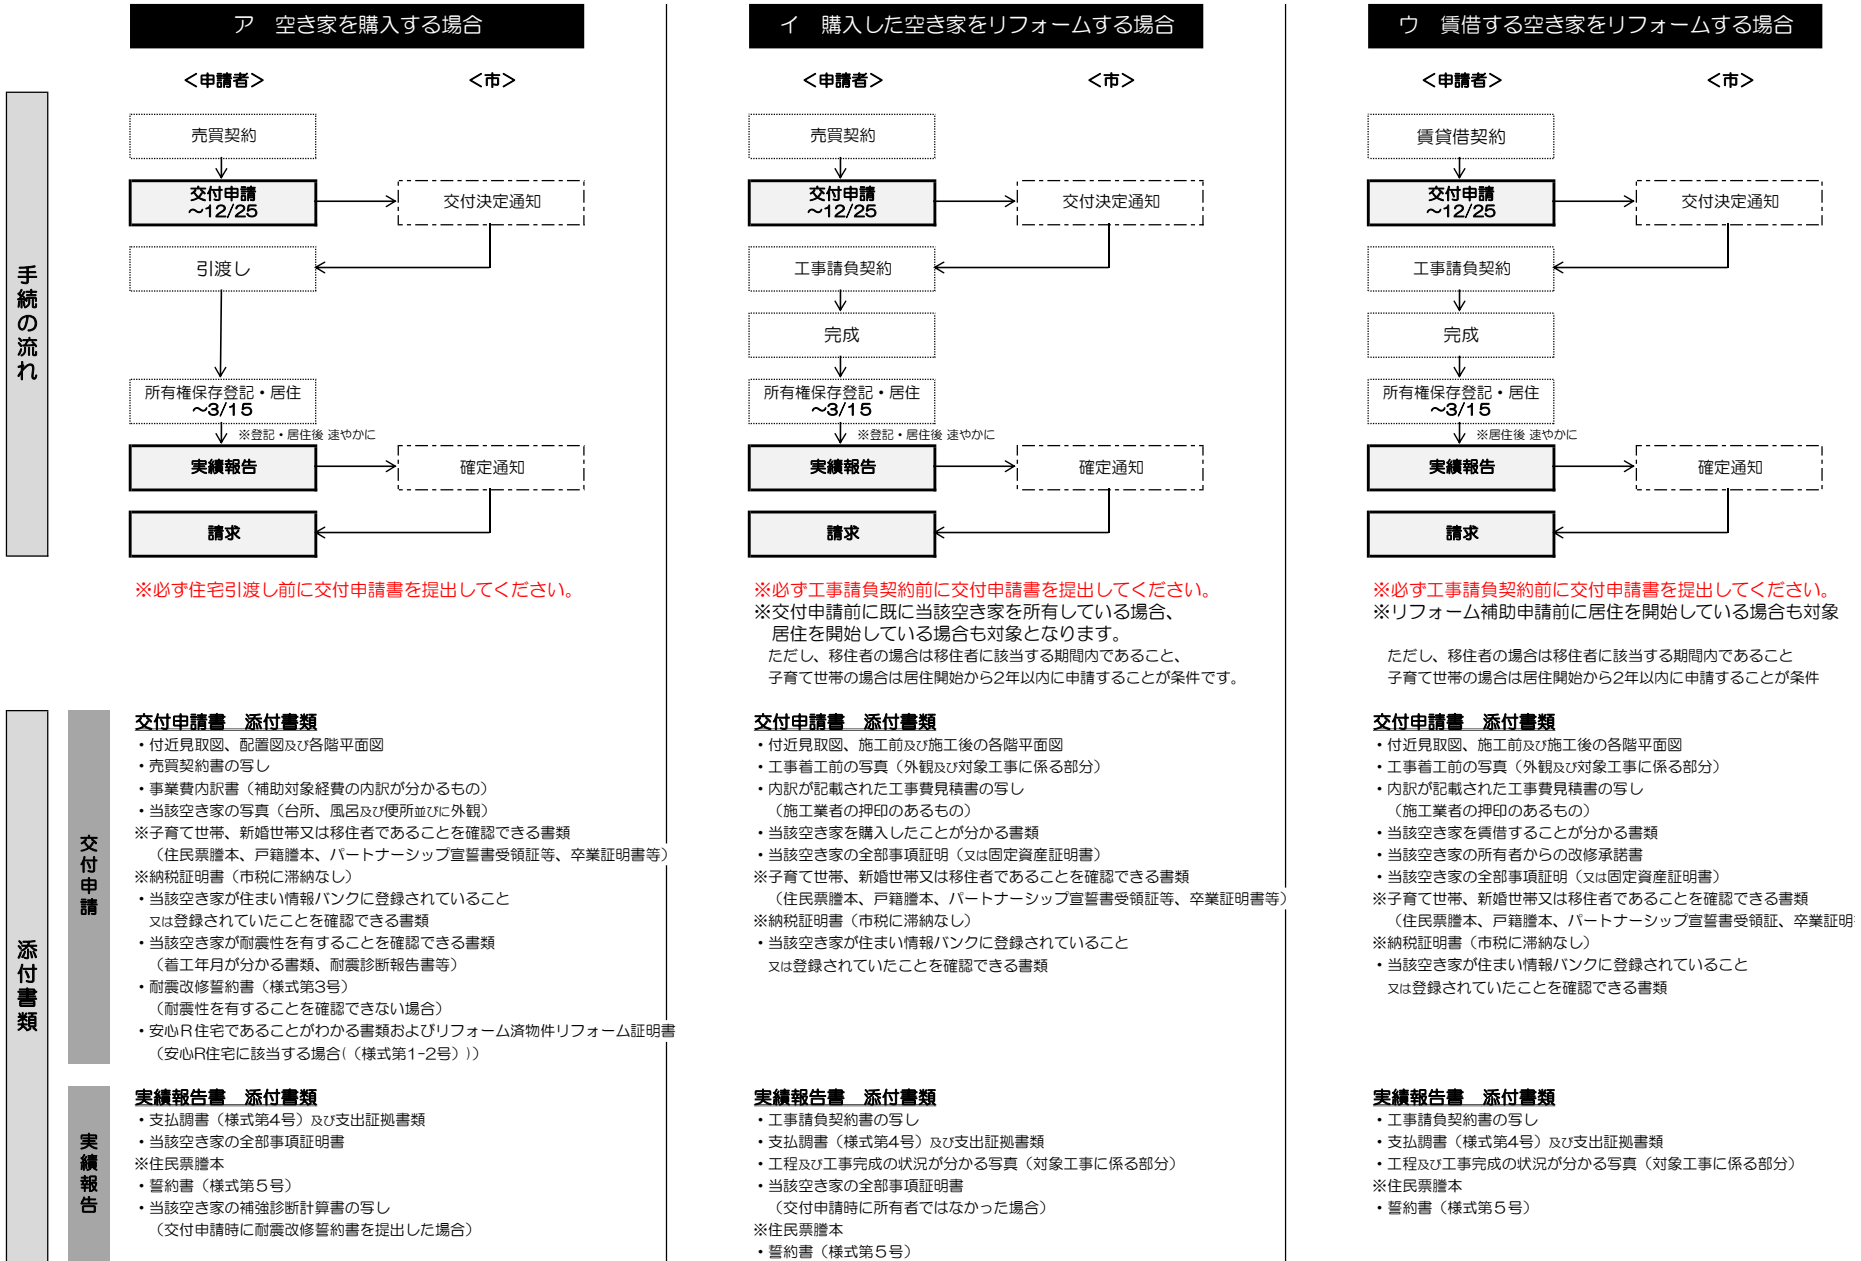 ア　空き家を購入する場合
＜申請者＞
＜市＞
手続の流れ
売買契約
交付申請
～12/25
交付決定通知
引渡し
所有権保存登記・居住
～3/15
※登記・居住後 速やかに
実績報告
確定通知
請求
※必ず住宅引渡し前に交付申請書を提出してください。
イ　購入した空き家をリフォームする場合
＜申請者＞
＜市＞
売買契約
交付申請
～12/25
交付決定通知
工事請負契約
完成
所有権保存登記・居住
～3/15
※登記・居住後 速やかに
実績報告
確定通知
請求
※必ず工事請負契約前に交付申請書を提出してください。
※交付申請前に既に当該空き家を所有している場合、
居住を開始している場合も対象となります。
ただし、移住者の場合は移住者に該当する期間内であること、
子育て世帯の場合は居住開始から2年以内に申請することが条件です。
ウ　賃借する空き家をリフォームする場合
＜申請者＞
＜市＞
賃貸借契約
交付申請
～12/25
交付決定通知
工事請負契約
完成
所有権保存登記・居住
～3/15
※居住後 速やかに
実績報告
確定通知
請求
※必ず工事請負契約前に交付申請書を提出してください。
※リフォーム補助申請前に居住を開始している場合も対象
ただし、移住者の場合は移住者に該当する期間内であること
子育て世帯の場合は居住開始から2年以内に申請することが条件
添付書類
交付申請
交付申請書　添付書類
・付近見取図、配置図及び各階平面図
・売買契約書の写し
・事業費内訳書（補助対象経費の内訳が分かるもの）
・当該空き家の写真（台所、風呂及び便所並びに外観）
※子育て世帯、新婚世帯又は移住者であることを確認できる書類
（住民票謄本、戸籍謄本、パートナーシップ宣誓書受領証等、卒業証明書等）
※納税証明書（市税に滞納なし）
・当該空き家が住まい情報バンクに登録されていること
又は登録されていたことを確認できる書類
・当該空き家が耐震性を有することを確認できる書類
（着工年月が分かる書類、耐震診断報告書等）
・耐震改修誓約書（様式第3号）
（耐震性を有することを確認できない場合）
・安心Ｒ住宅であることがわかる書類およびリフォーム済物件リフォーム証明書
（安心R住宅に該当する場合(（様式第1-2号）)）
交付申請書　添付書類
・付近見取図、施工前及び施工後の各階平面図
・工事着工前の写真（外観及び対象工事に係る部分）
・内訳が記載された工事費見積書の写し
（施工業者の押印のあるもの）
・当該空き家を購入したことが分かる書類
・当該空き家の全部事項証明（又は固定資産証明書）
※子育て世帯、新婚世帯又は移住者であることを確認できる書類
（住民票謄本、戸籍謄本、パートナーシップ宣誓書受領証等、卒業証明書等）
※納税証明書（市税に滞納なし）
・当該空き家が住まい情報バンクに登録されていること
又は登録されていたことを確認できる書類
交付申請書　添付書類
・付近見取図、施工前及び施工後の各階平面図
・工事着工前の写真（外観及び対象工事に係る部分）
・内訳が記載された工事費見積書の写し
（施工業者の押印のあるもの）
・当該空き家を賃借することが分かる書類
・当該空き家の所有者からの改修承諾書
・当該空き家の全部事項証明（又は固定資産証明書）
※子育て世帯、新婚世帯又は移住者であることを確認できる書類
（住民票謄本、戸籍謄本、パートナーシップ宣誓書受領証、卒業証明
※納税証明書（市税に滞納なし）
・当該空き家が住まい情報バンクに登録されていること
又は登録されていたことを確認できる書類
実績報告
実績報告書　添付書類
・支払調書（様式第4号）及び支出証拠書類
・当該空き家の全部事項証明書
※住民票謄本
・誓約書（様式第５号）
・当該空き家の補強診断計算書の写し
（交付申請時に耐震改修誓約書を提出した場合）
実績報告書　添付書類
・工事請負契約書の写し
・支払調書（様式第4号）及び支出証拠書類
・工程及び工事完成の状況が分かる写真（対象工事に係る部分）
・当該空き家の全部事項証明書
（交付申請時に所有者ではなかった場合）
※住民票謄本
・誓約書（様式第５号）
実績報告書　添付書類
・工事請負契約書の写し
・支払調書（様式第4号）及び支出証拠書類
・工程及び工事完成の状況が分かる写真（対象工事に係る部分）
※住民票謄本
・誓約書（様式第５号）